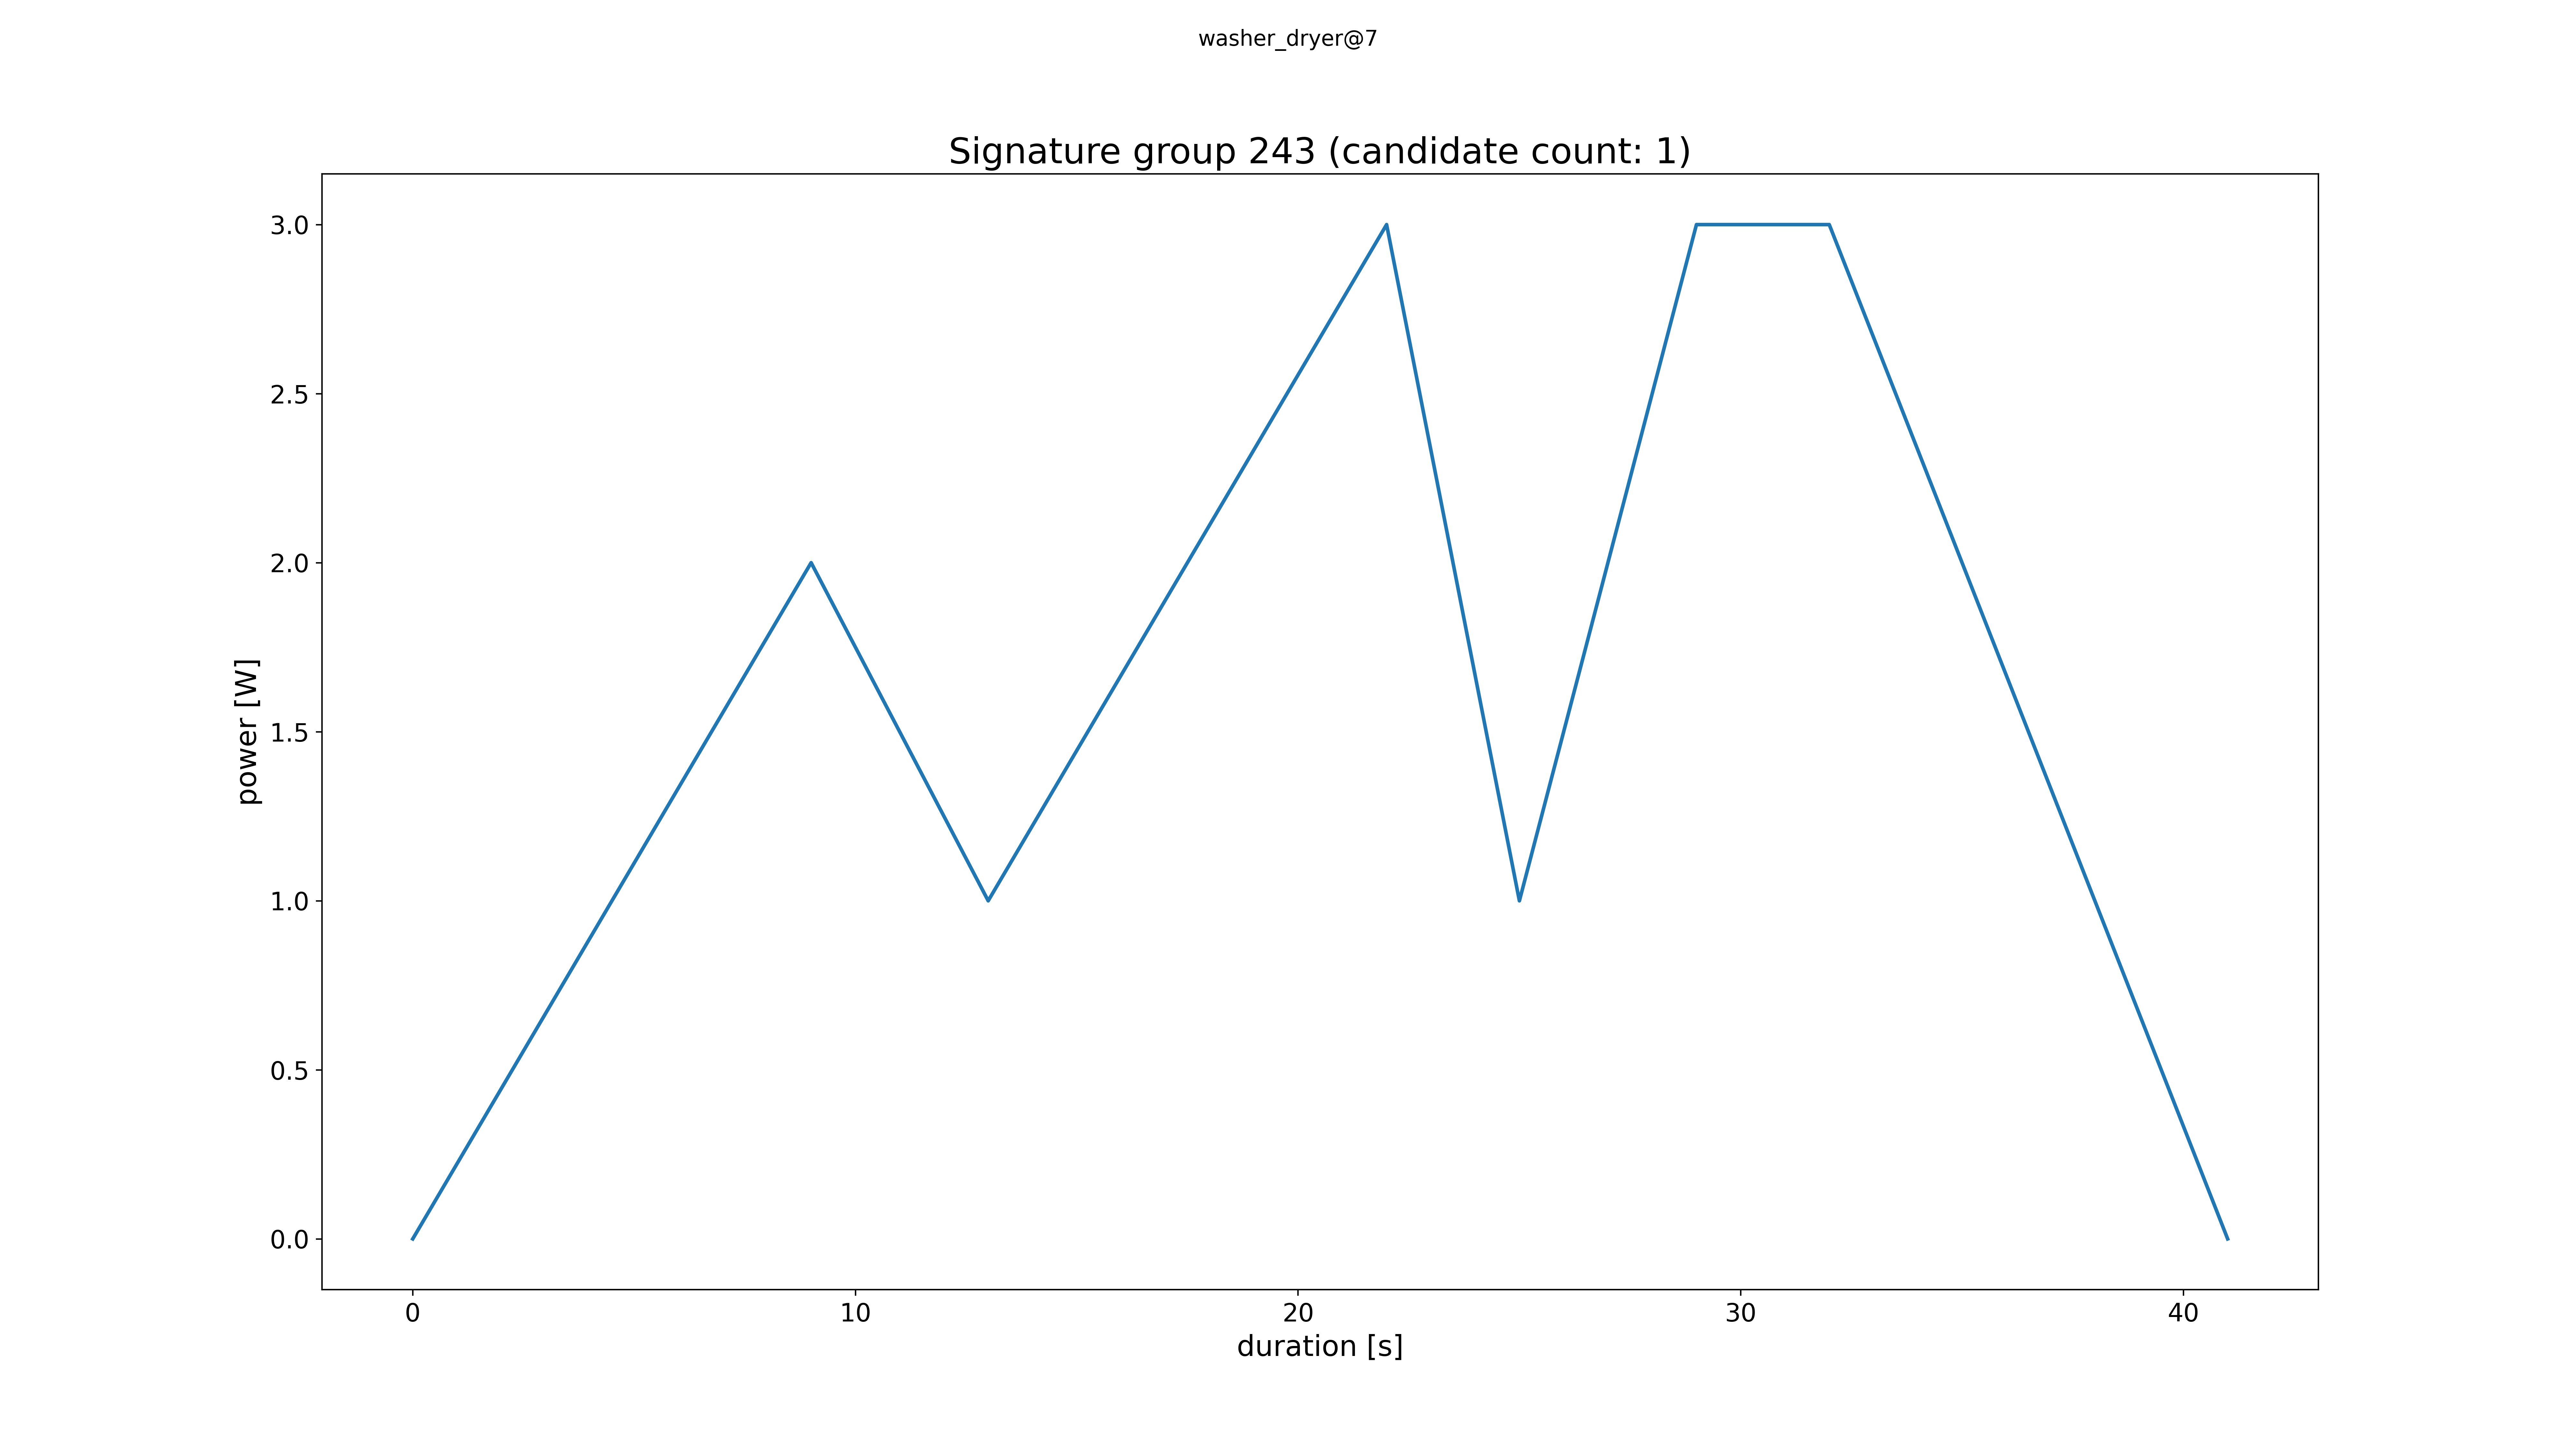 washer_dryer@7
Signature group 243 (candidate count: 1)
3.0
2.5
2.0
1.5
1.0
0.5
0.0
power [W]
0 10 20 30 40
duration [s]